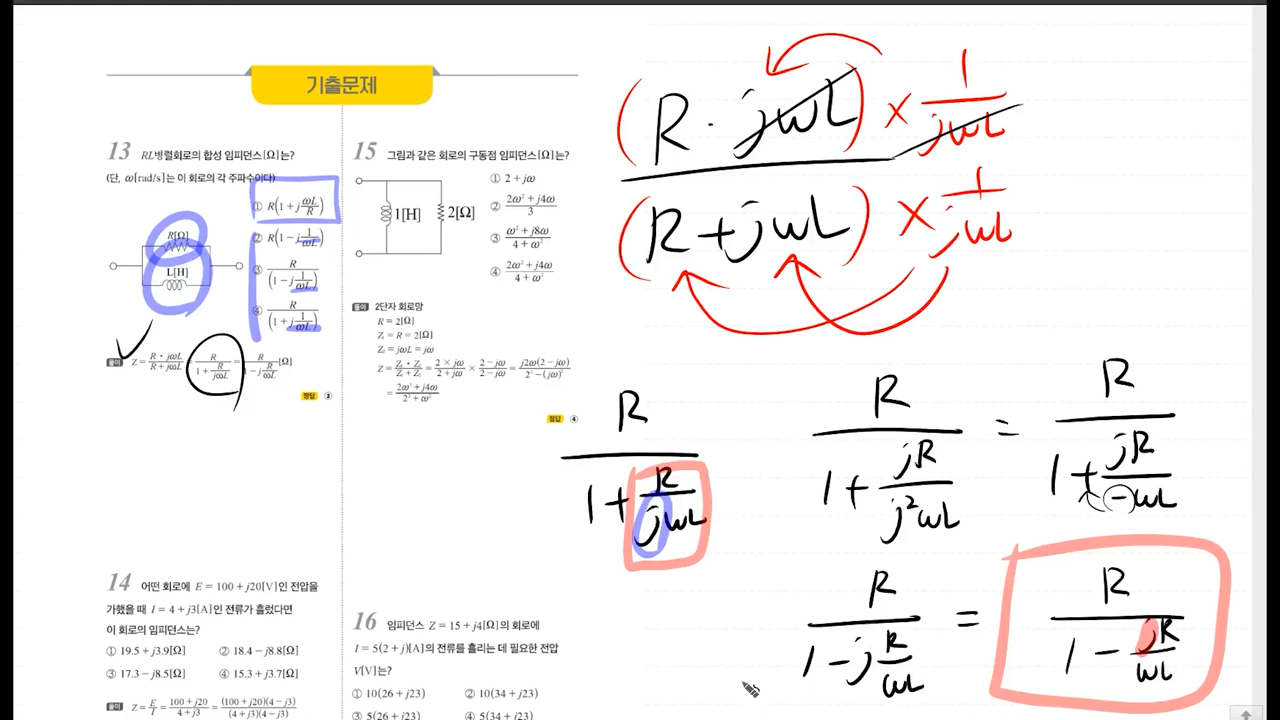 기출문제
13 RL병렬회로의 합성 임피던스[Ω]는?
(단, ω[rad/s]는 이 회로의 각 주파수이다)
① R(1+j ωL/R)
② R(1-j 1/ωL)
③ R/(1-j 1/ωL)
④ R/(1+j 1/ωL)
R[Ω]
L[H]
풀이 Z = R·jωL/R+jωL = R/1+R/jωL = R/1-j R/ωL [Ω]
정답 ③
14 어떤 회로에 E = 100+j20[V]인 전압을
가했을 때 I = 4+j3[A]인 전류가 흘렀다면
이 회로의 임피던스는?
① 19.5+j3.9[Ω] ② 18.4-j8.8[Ω]
③ 17.3-j8.5[Ω] ④ 15.3+j3.7[Ω]
풀이 Z = E/I = 100+j20/4+j3 = (100+j20)(4-j3)/(4+j3)(4-j3)
15 그림과 같은 회로의 구동점 임피던스[Ω]는?
1[H]
2[Ω]
① 2+jω
② 2ω²+j4ω/3
③ ω²+j8ω/4+ω²
④ 2ω²+j4ω/4+ω²
풀이 2단자 회로망
R = 2[Ω]
Z₁ = R = 2[Ω]
= jωL = jω
= 2×jω/2+jω × 2-jω/2-jω = j2ω(2-jω)/2²-(jω)²
= 2ω²+j4ω/2²+ω²
정답 ④
16 임피던스 Z = 15+j4[Ω]의 회로에
I = 5(2+j)[A]의 전류를 흘리는 데 필요한 전압
V[V]는?
① 10(26+j23) ② 10(34+j23)
③ 5(26+j23) ④ 5(34+j23)
(R·jωL) × 1/jωL
(R+jωL) × 1/jωL
R/1+R/jωL
R/1+jR/j²ωL = R/1+jR/(-)ωL
R/1-j R/ωL = R/1-jR/ωL